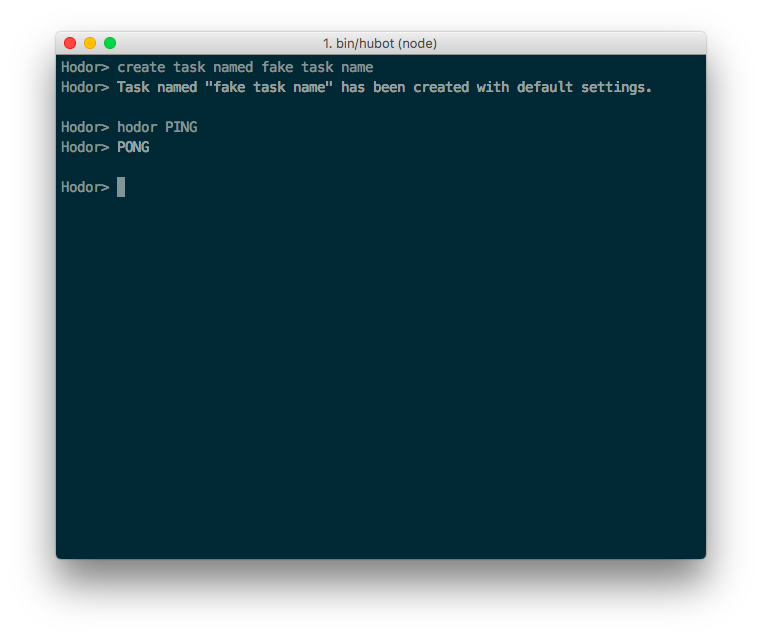 1. bin/hubot (node)
Hodor> create task named fake task name
Hodor> Task named "fake task name" has been created with default settings.
Hodor> hodor PING
Hodor> PONG
Hodor>